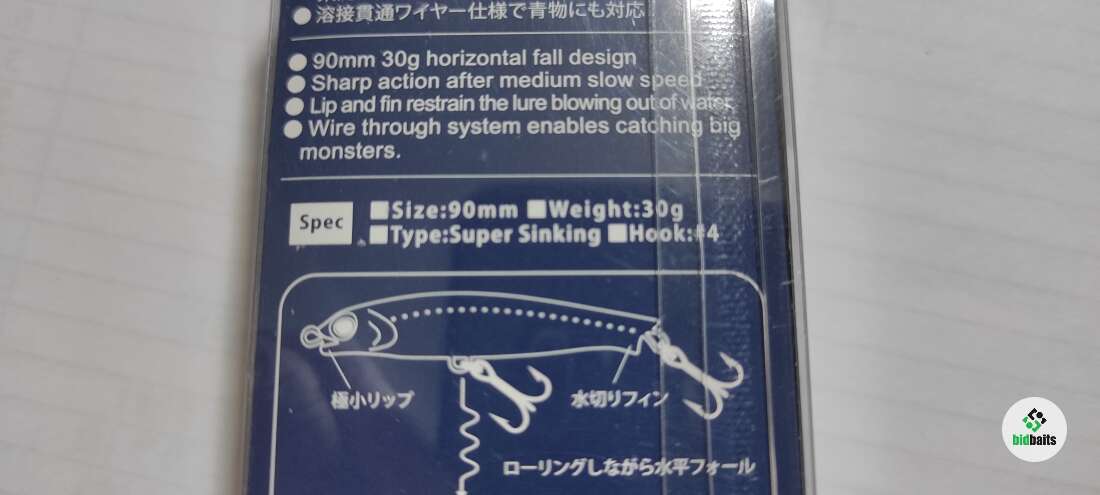 ● 溶接貫通ワイヤー仕様で青物にも対応
● 90mm 30g horizontal fall design
● Sharp action after medium slow speed
● Lip and fin restrain the lure blowing out of water.
● Wire through system enables catching big
monsters.
Spec
■Size:90mm ■Weight:30g
■Type:Super Sinking ■Hook:#4
極小リップ
水切りフィン
ローリングしながら水平フォール
bidbaits